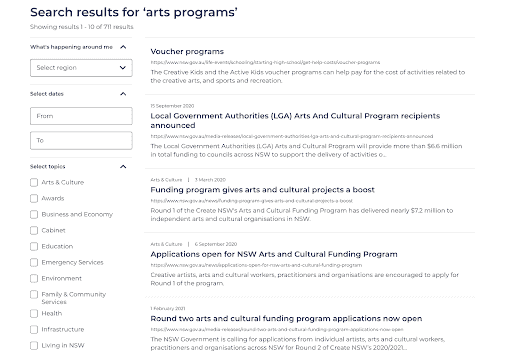 Search results for 'arts programs'
Showing results 1 - 10 of 711 results
What's happening around me
Select region
Select dates
From
To
Select topics
Arts & Culture
Awards
Business and Economy
Cabinet
Education
Emergency Services
Environment
Family & Community
Services
Health
Infrastructure
Living in NSW
Voucher programs
https://www.nsw.gov.au/life-events/schooling/starting-high-school/get-help-costs/voucher-programs
The Creative Kids and the Active Kids voucher programs can help pay for the cost of activities related to
the creative arts, and sports and recreation.
15 September 2020
Local Government Authorities (LGA) Arts And Cultural Program recipients
announced
https://www.nsw.gov.au/media-releases/local-government-authorities-lga-arts-and-cultural-program-recipients-announced
The Local Government Authorities (LGA) Arts and Cultural Program will provide more than $6.6 million
in total funding to councils across NSW to support the delivery of activities o...
Arts & Culture | 3 March 2020
Funding program gives arts and cultural projects a boost
https://www.nsw.gov.au/news/funding-program-gives-arts-and-cultural-projects-a-boost
Round 1 of the Create NSW's Arts and Cultural Funding Program has delivered nearly $7.2 million to
independent arts and cultural organisations in NSW.
Arts & Culture | 6 September 2020
Applications open for NSW Arts and Cultural Funding Program
https://www.nsw.gov.au/news/applications-open-for-nsw-arts-and-cultural-funding-program
Creative artists, arts and cultural workers, practitioners and organisations are encouraged to apply for
Round 1 of the program.
1 February 2021
Round two arts and cultural funding program applications now open
https://www.nsw.gov.au/media-releases/round-two-arts-and-cultural-funding-program-applications-now-open
The NSW Government is calling for applications from individual artists, arts and cultural workers,
practitioners and organisations across NSW for Round 2 of Create NSW's 2020/2021...